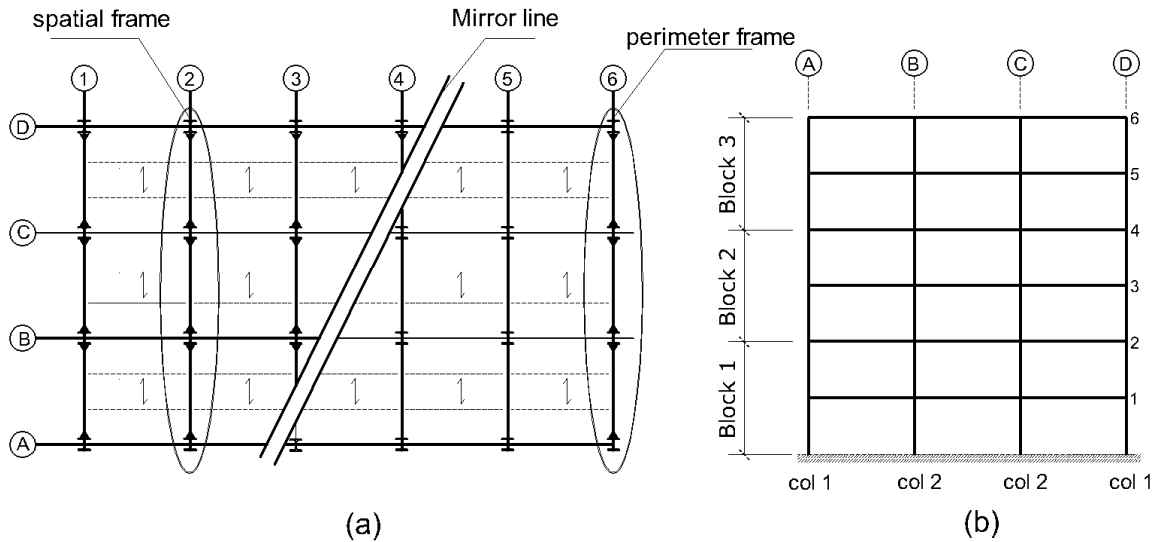 spatial frame
Mirror line
perimeter frame
1 2 3 4 5 6
D
C
B
A
(a)
A B C D
Block 3
Block 2
Block 1
6
5
4
3
2
1
col 1 col 2 col 2 col 1
(b)